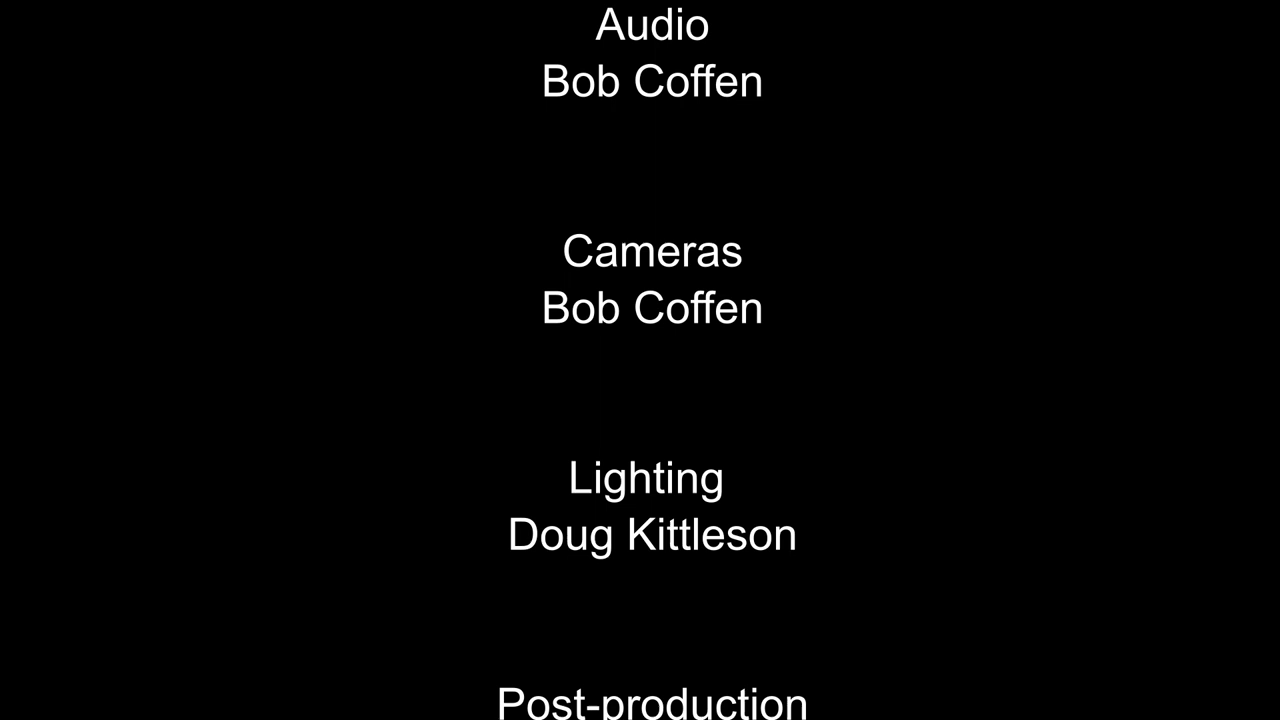 Audio
Bob Coffen
Cameras
Bob Coffen
Lighting
Doug Kittleson
Post-production